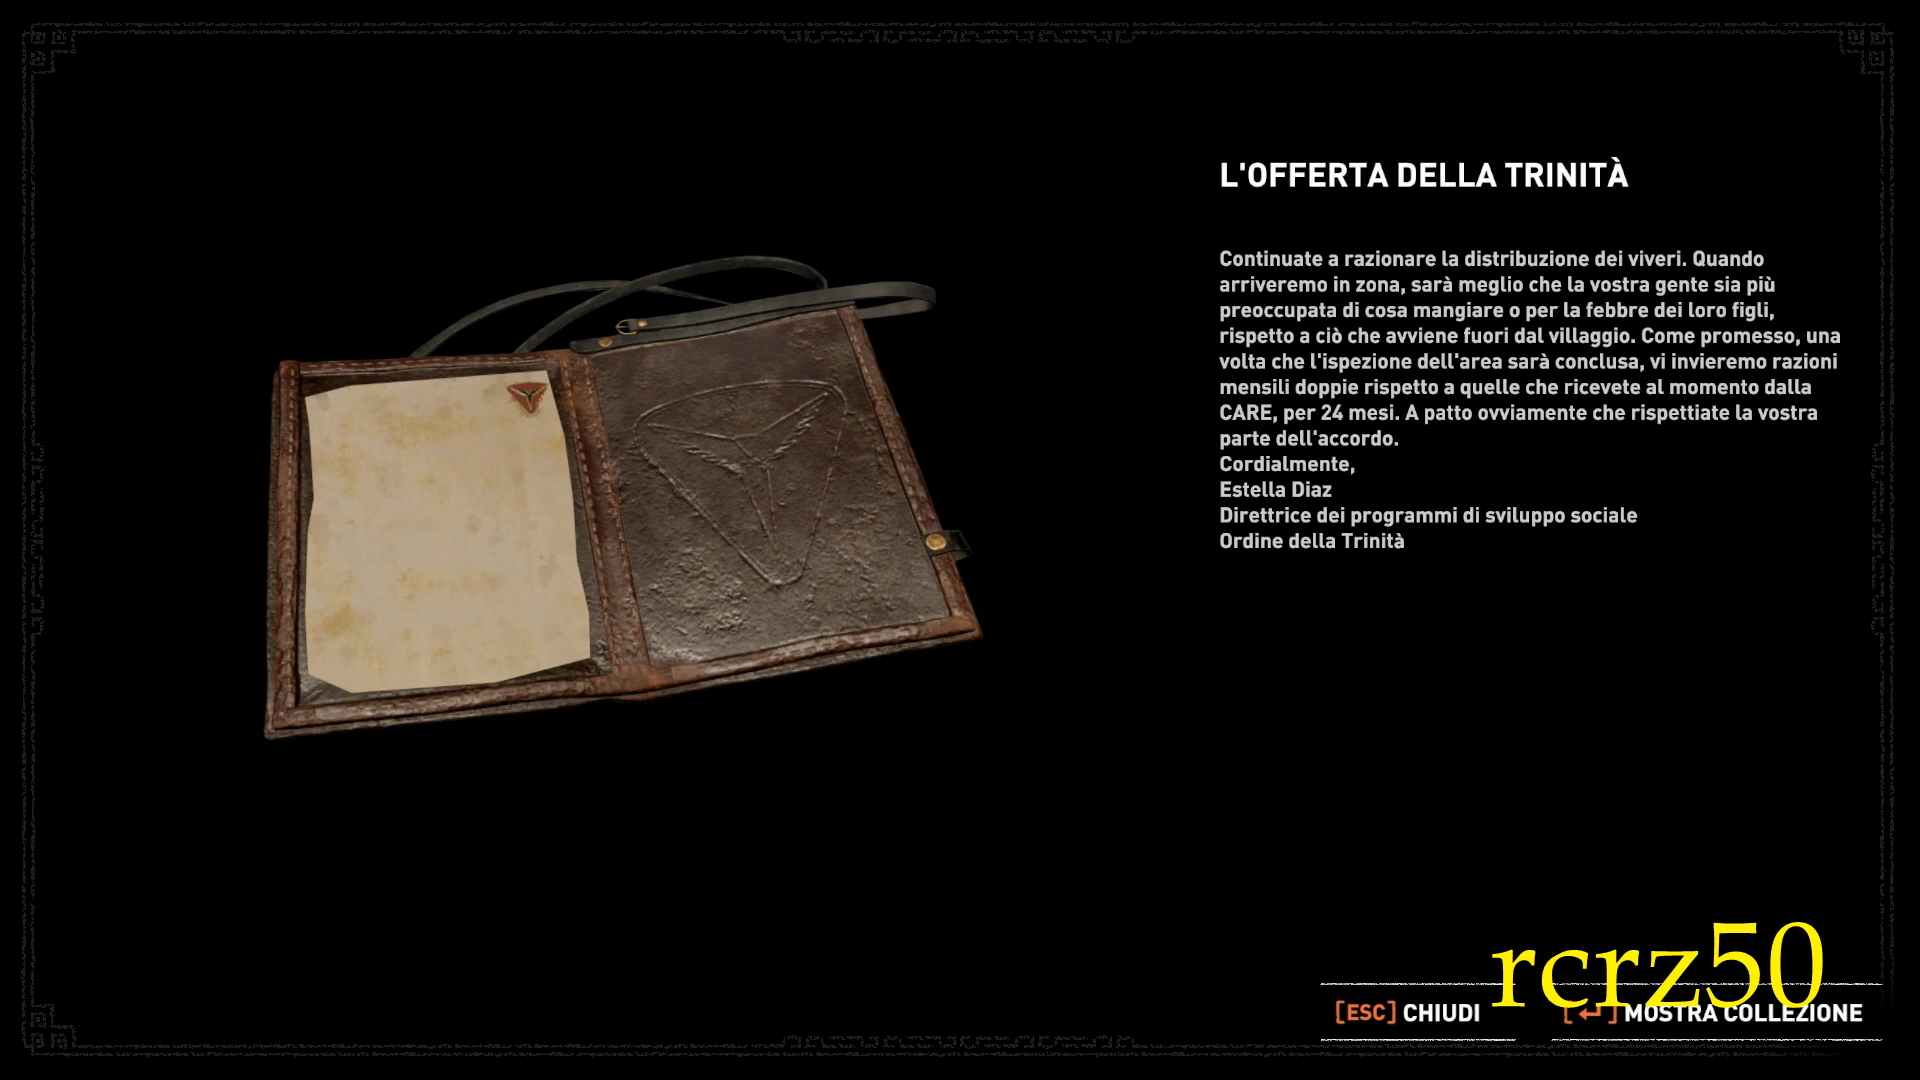 L'OFFERTA DELLA TRINITÀ
Continuate a razionare la distribuzione dei viveri. Quando
arriveremo in zona, sarà meglio che la vostra gente sia più
preoccupata di cosa mangiare o per la febbre dei loro figli,
rispetto a ciò che avviene fuori dal villaggio. Come promesso, una
volta che l'ispezione dell'area sarà conclusa, vi invieremo razioni
mensili doppie rispetto a quelle che ricevete al momento dalla
CARE, per 24 mesi. A patto ovviamente che rispettiate la vostra
parte dell'accordo.
Cordialmente,
Estella Diaz
Direttrice dei programmi di sviluppo sociale
Ordine della Trinità
rcrz50
[ESC] CHIUDI [↵] MOSTRA COLLEZIONE